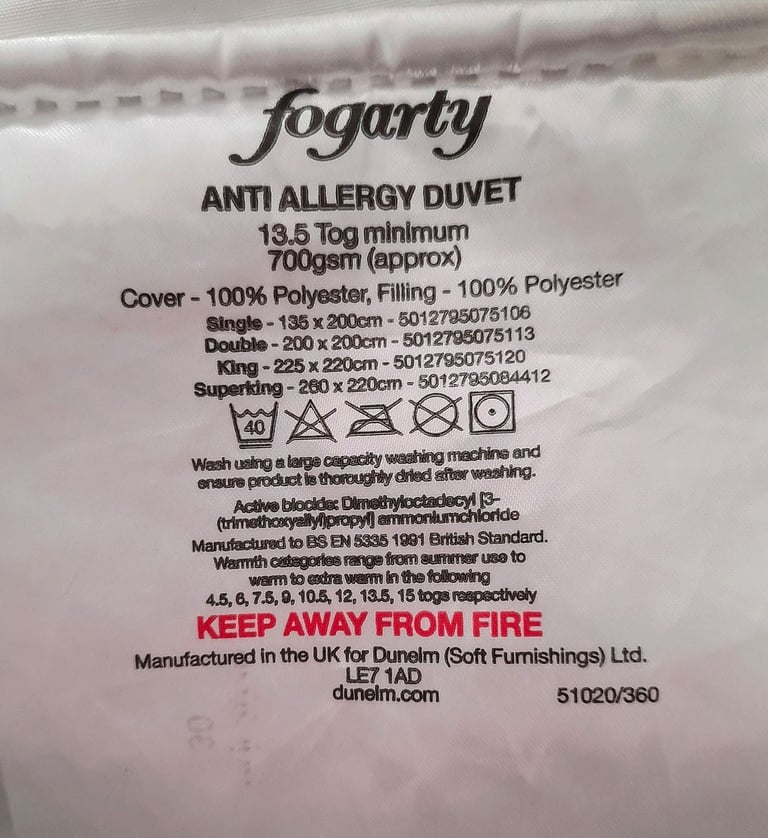 fogarty
ANTI ALLERGY DUVET
13.5 Tog minimum
700gsm (approx)
Cover - 100% Polyester, Filling - 100% Polyester
Single - 135 x 200cm - 5012795075106
Double - 200 x 200cm - 5012795075113
King - 225 x 220cm - 5012795075120
Superking - 260 x 220cm - 5012795084412
40
Wash using a large capacity washing machine and
ensure product is thoroughly dried after washing.
Active biocide: Dimethyloctadecyl [3-
(trimethoxysilyl)propyl] ammoniumchloride
Manufactured to BS EN 5335 1991 British Standard.
Warmth categories range from summer use to
warm to extra warm in the following
4.5, 6, 7.5, 9, 10.5, 12, 13.5, 15 togs respectively
KEEP AWAY FROM FIRE
Manufactured in the UK for Dunelm (Soft Furnishings) Ltd.
LE7 1AD
dunelm.com 51020/360